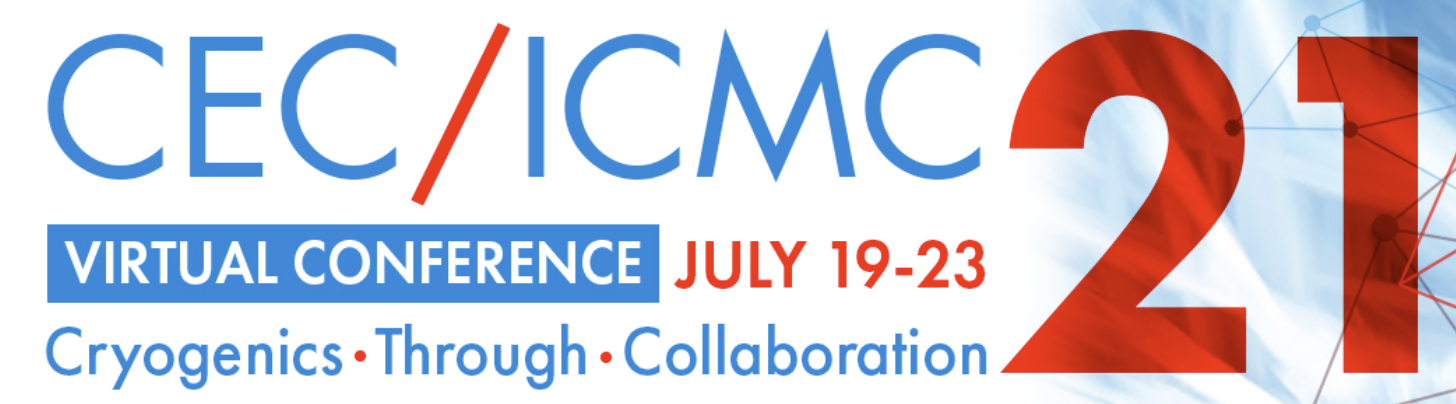 CEC/ICMC 21
VIRTUAL CONFERENCE JULY 19-23
Cryogenics • Through • Collaboration